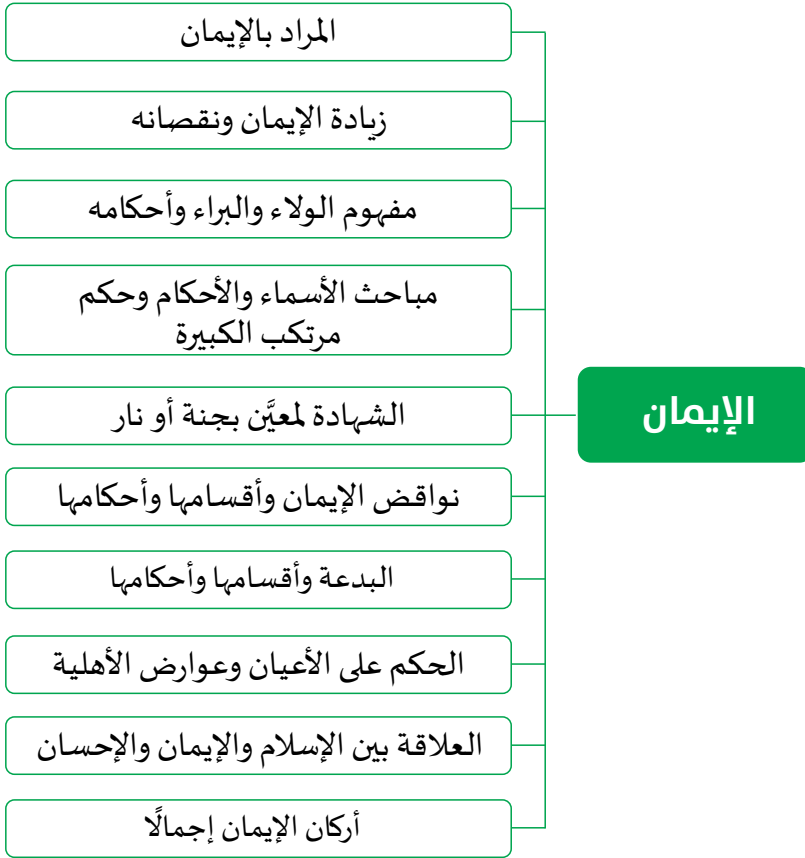 الإيمان
المراد بالإيمان
زيادة الإيمان ونقصانه
مفهوم الولاء والبراء وأحكامه
مباحث الأسماء والأحكام وحكم
مرتكب الكبيرة
الشهادة لمعيَّن بجنة أو نار
نواقض الإيمان وأقسامها وأحكامها
البدعة وأقسامها وأحكامها
الحكم على الأعيان وعوارض الأهلية
العلاقة بين الإسلام والإيمان والإحسان
أركان الإيمان إجمالًا